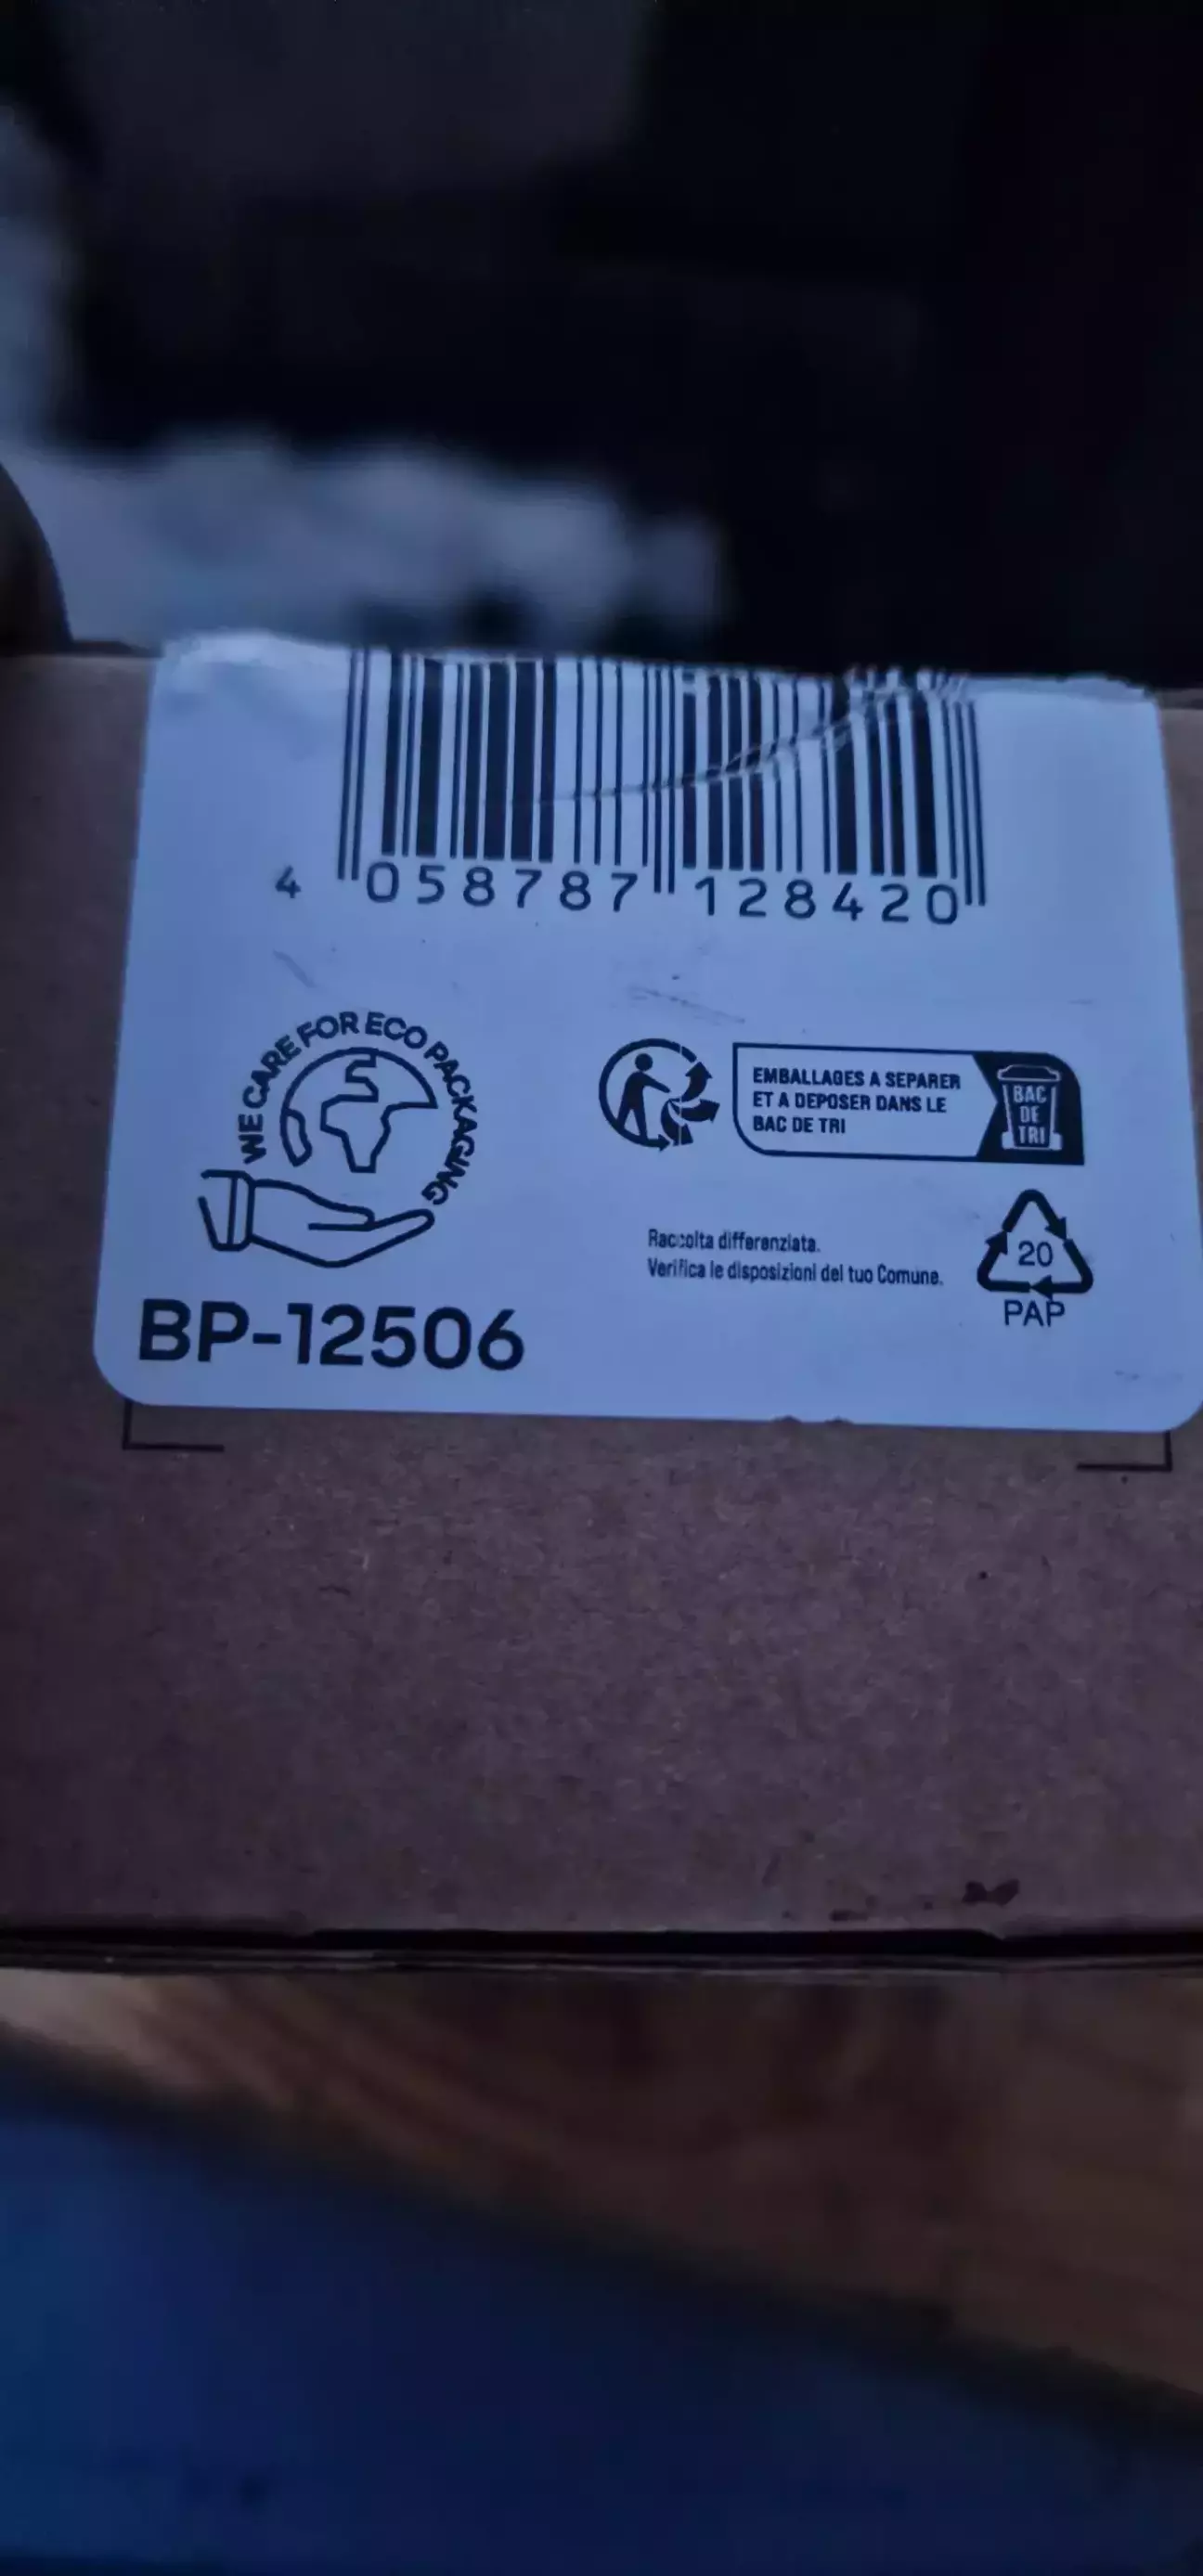 4 058787 128420
WE CARE FOR ECO PACKAGING
EMBALLAGES A SEPARER
ET A DEPOSER DANS LE
BAC DE TRI
BAC
DE
TRI
Raccolta differenziata.
Verifica le disposizioni del tuo Comune.
20
PAP
BP-12506